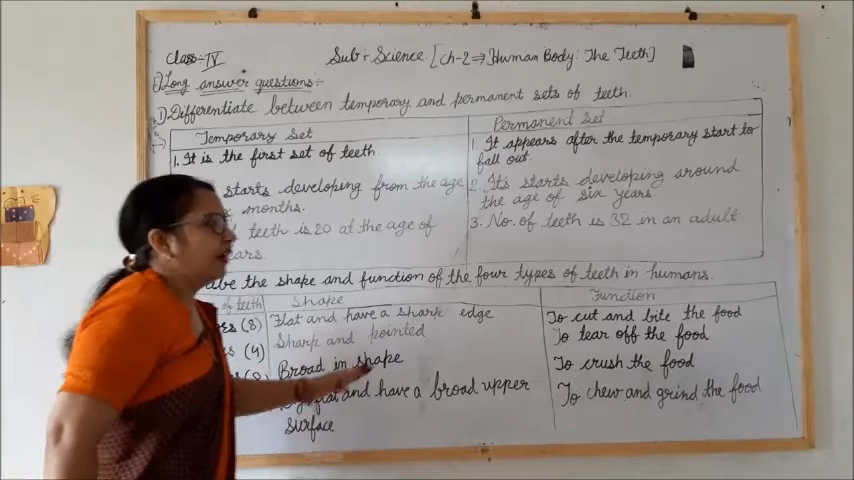 Class:- IV
Sub:- Science [ch-2 ⇒ Human Body: The Teeth]
① Long answer questions:-
1) Differentiate between temporary and permanent sets of teeth.
Temporary Set
Permanent Set
1. It is the first set of teeth
starts developing from the age
months.
teeth is 20 at the age of
1. It appears after the temporary start to
fall out.
2. It's starts developing around
the age of six years.
3. No. of teeth is 32 in an adult
the shape and function of the four types of teeth in humans.
of teeth
Shape
Function
(8)
Flat and have a sharp edge
To cut and bite the food
(4)
Sharp and pointed
To tear off the food
Broad in shape
To crush the food
and have a broad upper
surface
To chew and grind the food